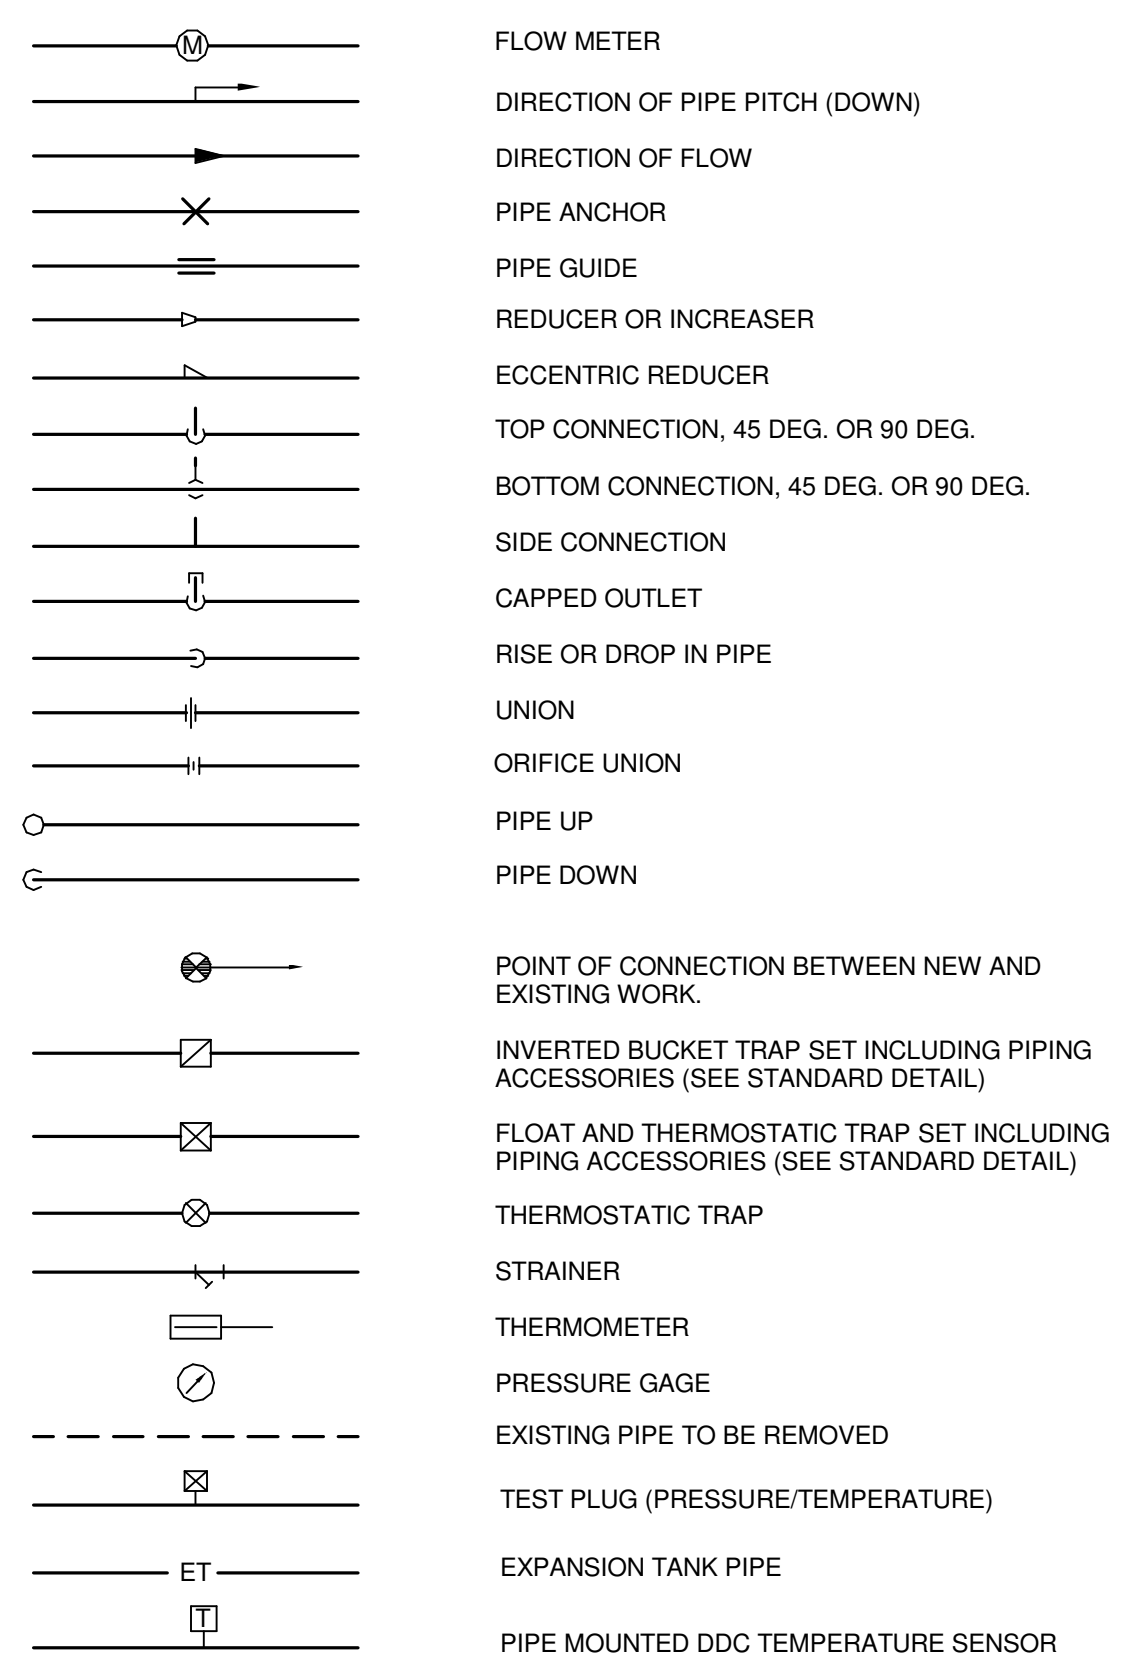 M FLOW METER
DIRECTION OF PIPE PITCH (DOWN)
DIRECTION OF FLOW
PIPE ANCHOR
PIPE GUIDE
REDUCER OR INCREASER
ECCENTRIC REDUCER
TOP CONNECTION, 45 DEG. OR 90 DEG.
BOTTOM CONNECTION, 45 DEG. OR 90 DEG.
SIDE CONNECTION
CAPPED OUTLET
RISE OR DROP IN PIPE
UNION
ORIFICE UNION
PIPE UP
PIPE DOWN
POINT OF CONNECTION BETWEEN NEW AND
EXISTING WORK.
INVERTED BUCKET TRAP SET INCLUDING PIPING
ACCESSORIES (SEE STANDARD DETAIL)
FLOAT AND THERMOSTATIC TRAP SET INCLUDING
PIPING ACCESSORIES (SEE STANDARD DETAIL)
THERMOSTATIC TRAP
STRAINER
THERMOMETER
PRESSURE GAGE
EXISTING PIPE TO BE REMOVED
TEST PLUG (PRESSURE/TEMPERATURE)
ET EXPANSION TANK PIPE
T PIPE MOUNTED DDC TEMPERATURE SENSOR